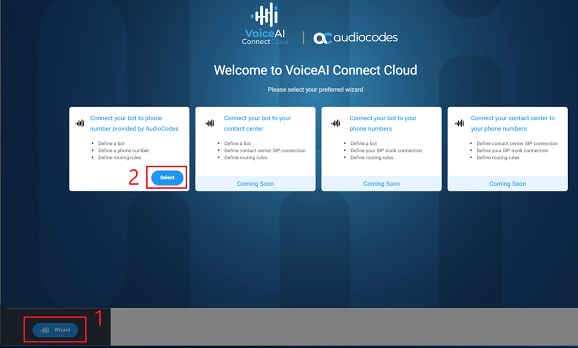 VoiceAI
ConnectCloud
audiocodes
Welcome to VoiceAI Connect Cloud
Please select your preferred wizard
Connect your bot to phone
number provided by AudioCodes
Define a bot
Define a phone number
Define routing rules
2
Select
Connect your bot to your
contact center
Define a bot
Define contact center SIP connection
Define routing rules
Coming Soon
Connect your bot to your
phone numbers
Define a bot
Define your SIP trunk connection
Define routing rules
Coming Soon
Connect your contact center to
your phone numbers
Define contact center SIP connection
Define your SIP trunk connection
Define routing rules
Coming Soon
Wizard
1